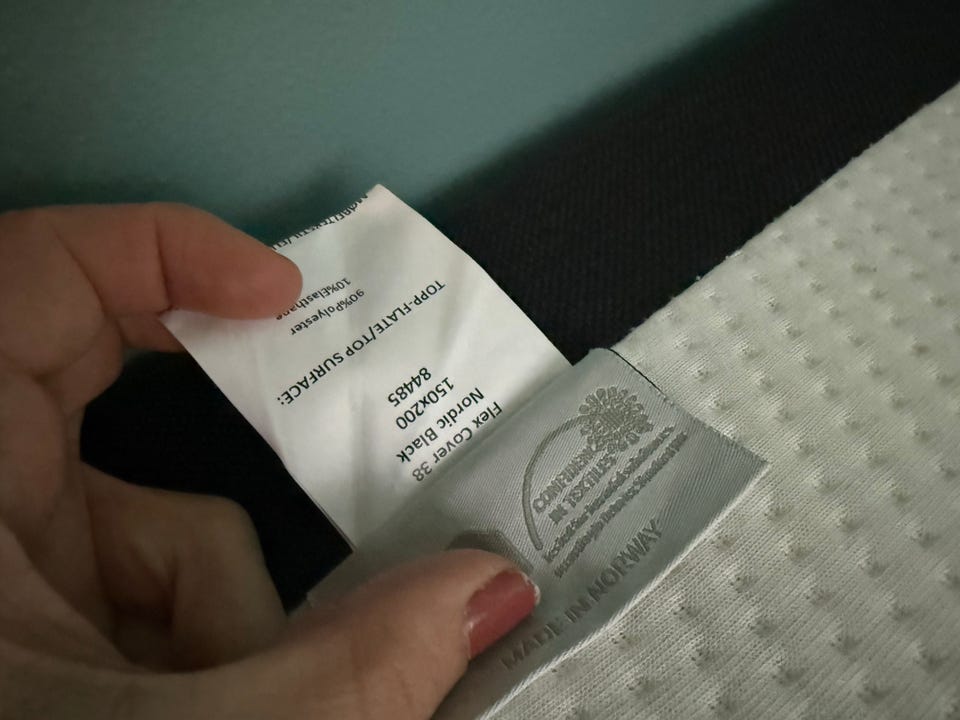 Flex Cover 38
Nordic Black
150x200
84485
TOPP-FLATE/TOP SURFACE:
90%Polyester
10%Elasthane
CONFIDENCE
IN TEXTILES
MADE IN NORWAY